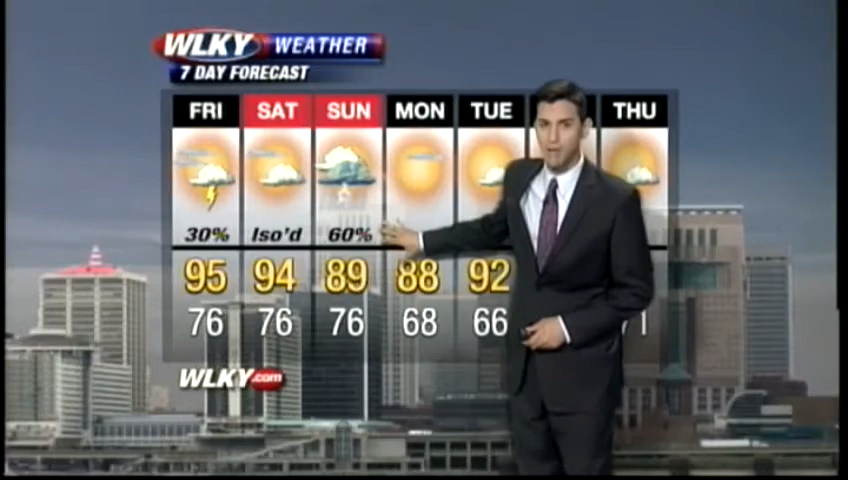 WLKY WEATHER
7 DAY FORECAST
FRI SAT SUN MON TUE THU
30% Iso'd 60%
95 94 89 88 92
76 76 76 68 66
WLKY.com